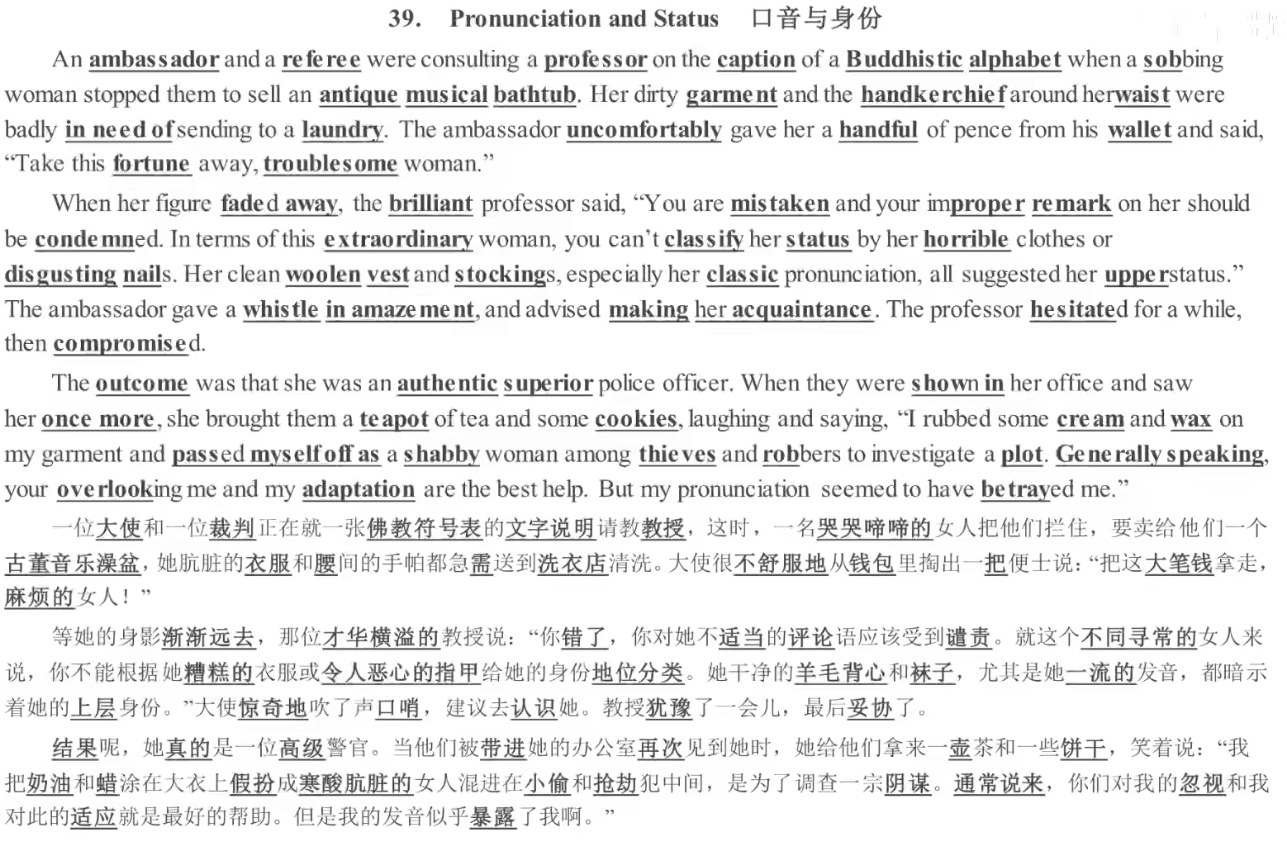 39. Pronunciation and Status 口音与身份
An ambassador and a referee were consulting a professor on the caption of a Buddhistic alphabet when a sobbing
woman stopped them to sell an antique musical bathtub. Her dirty garment and the handkerchief around her waist were
badly in need of sending to a laundry. The ambassador uncomfortably gave her a handful of pence from his wallet and said,
“Take this fortune away, troublesome woman.”
When her figure faded away, the brilliant professor said, “You are mistaken and your improper remark on her should
be condemned. In terms of this extraordinary woman, you can’t classify her status by her horrible clothes or
disgusting nails. Her clean woolen vest and stockings, especially her classic pronunciation, all suggested her upper status.”
The ambassador gave a whistle in amazement, and advised making her acquaintance. The professor hesitated for a while,
then compromised.
The outcome was that she was an authentic superior police officer. When they were shown in her office and saw
her once more, she brought them a teapot of tea and some cookies, laughing and saying, “I rubbed some cream and wax on
my garment and passed myself off as a shabby woman among thieves and robbers to investigate a plot. Generally speaking,
your overlooking me and my adaptation are the best help. But my pronunciation seemed to have betrayed me.”
一位大使和一位裁判正在就一张佛教符号表的文字说明请教教授，这时，一名哭哭啼啼的女人把他们拦住，要卖给他们一个
古董音乐澡盆，她肮脏的衣服和腰间的手帕都急需送到洗衣店清洗。大使很不舒服地从钱包里掏出一把便士说：“把这大笔钱拿走，
麻烦的女人！”
等她的身影渐渐远去，那位才华横溢的教授说：“你错了，你对她不适当的评论语应该受到谴责。就这个不同寻常的女人来
说，你不能根据她糟糕的衣服或令人恶心的指甲给她的身份地位分类。她干净的羊毛背心和袜子，尤其是她一流的发音，都暗示
着她的上层身份。”大使惊奇地吹了声口哨，建议去认识她。教授犹豫了一会儿，最后妥协了。
结果呢，她真的是一位高级警官。当他们被带进她的办公室再次见到她时，她给他们拿来一壶茶和一些饼干，笑着说：“我
把奶油和蜡涂在大衣上假扮成寒酸肮脏的女人混进在小偷和抢劫犯中间，是为了调查一宗阴谋。通常说来，你们对我的忽视和我
对此的适应就是最好的帮助。但是我的发音似乎暴露了我啊。”